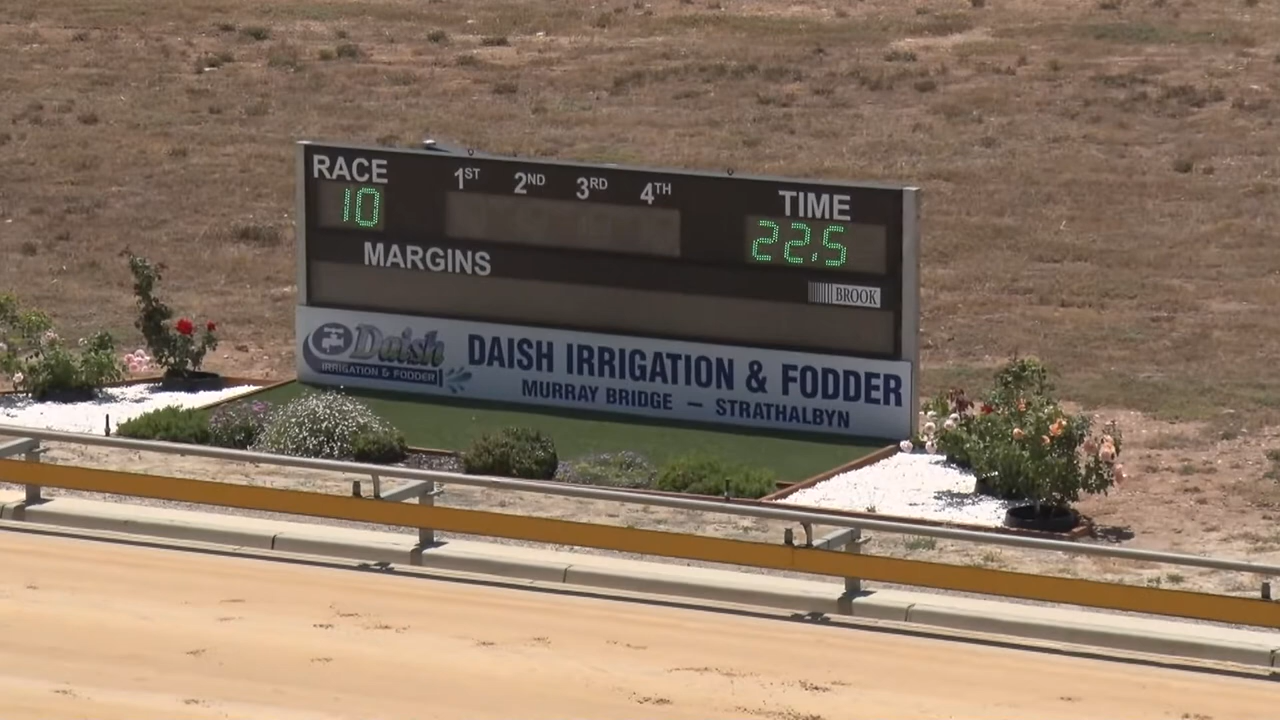 RACE 1ST 2ND 3RD 4TH TIME
10 22.5
MARGINS
BROOK
Daish
IRRIGATION & FODDER
DAISH IRRIGATION & FODDER
MURRAY BRIDGE — STRATHALBYN